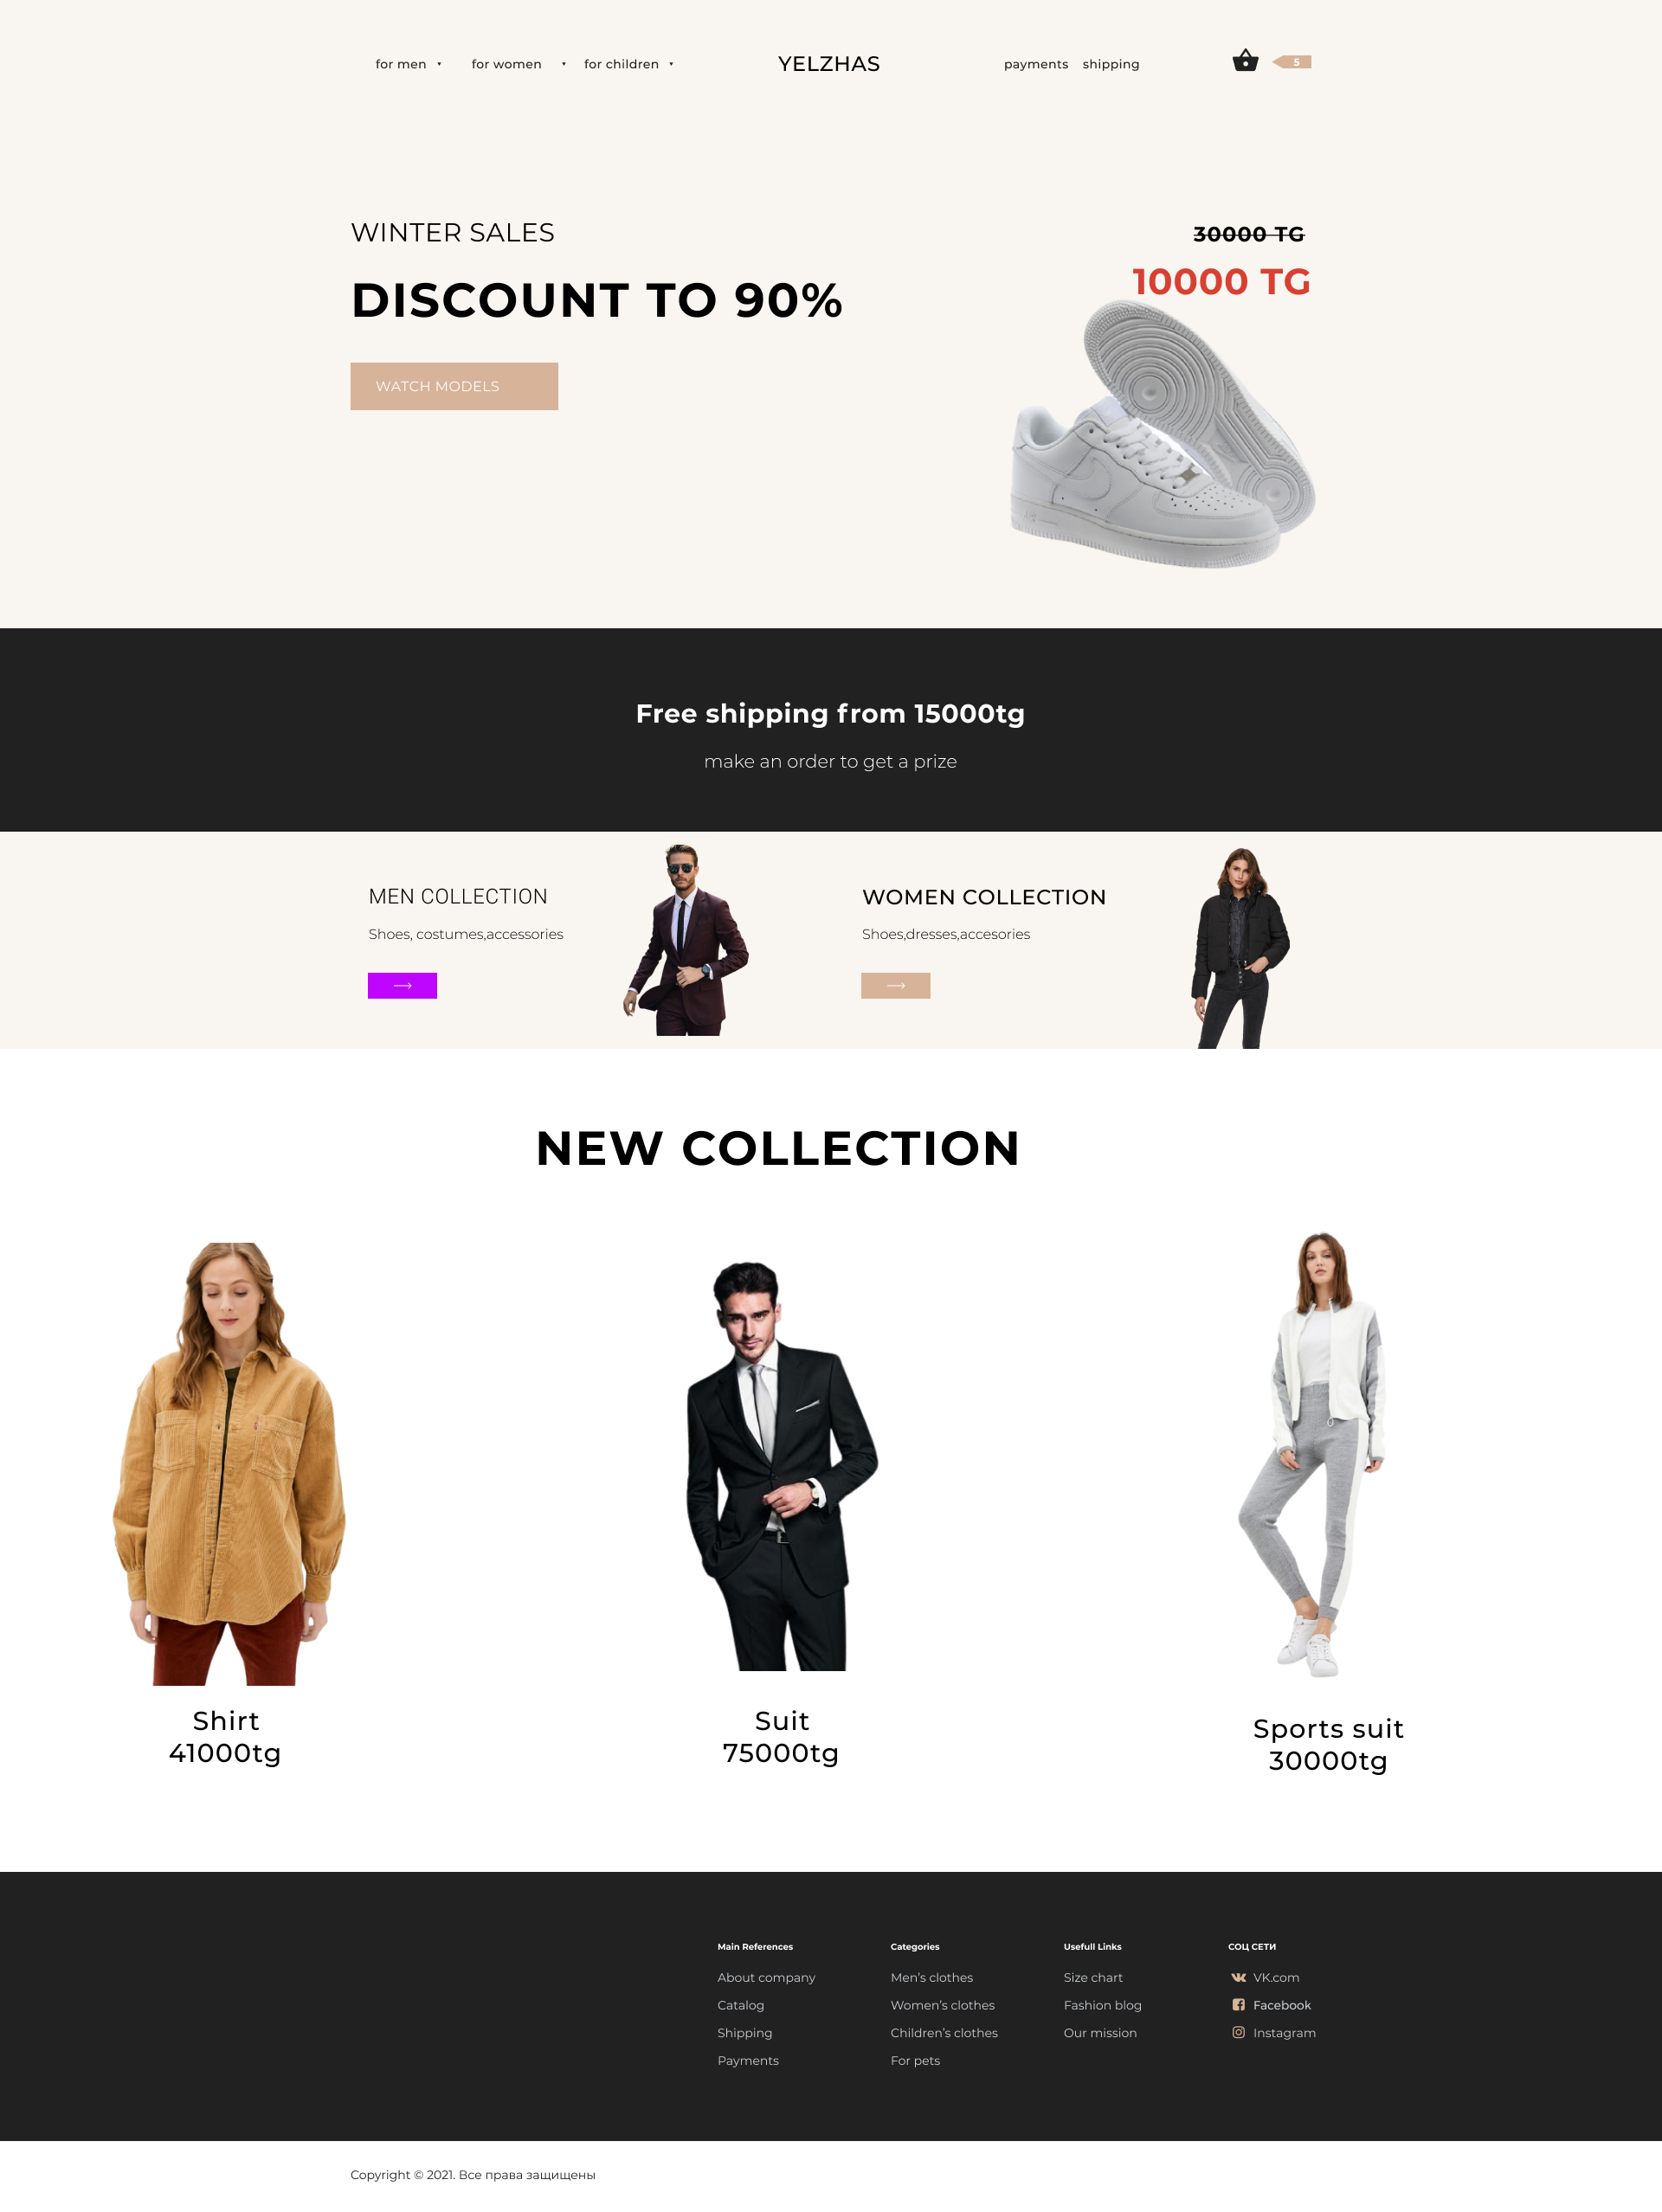 for men
for women
for children
YELZHAS
payments
shipping
5
WINTER SALES
DISCOUNT TO 90%
WATCH MODELS
30000 TG
10000 TG
Free shipping from 15000tg
make an order to get a prize
MEN COLLECTION
Shoes, costumes,accessories
WOMEN COLLECTION
Shoes,dresses,accesories
NEW COLLECTION
Shirt
41000tg
Suit
75000tg
Sports suit
30000tg
Main References
About company
Catalog
Shipping
Payments
Categories
Men's clothes
Women's clothes
Children's clothes
For pets
Usefull Links
Size chart
Fashion blog
Our mission
СОЦ СЕТИ
VK.com
Facebook
Instagram
Copyright © 2021. Все права защищены